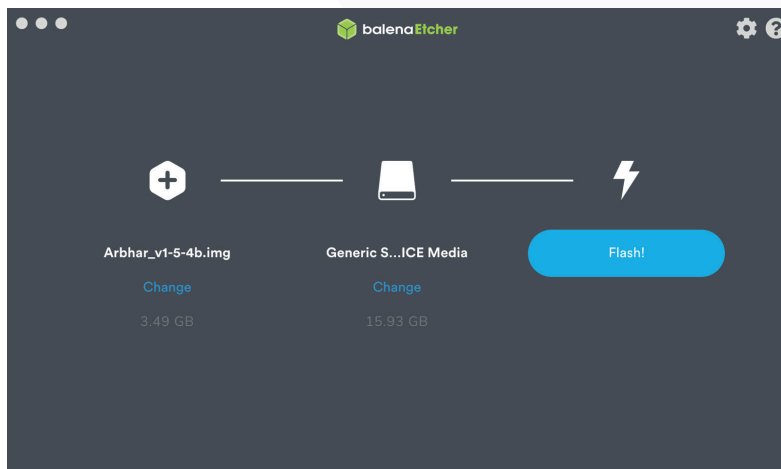 balenaEtcher
?
Arbhar_v1-5-4b.img
Generic S...ICE Media
Flash!
Change
Change
3.49 GB
15.93 GB